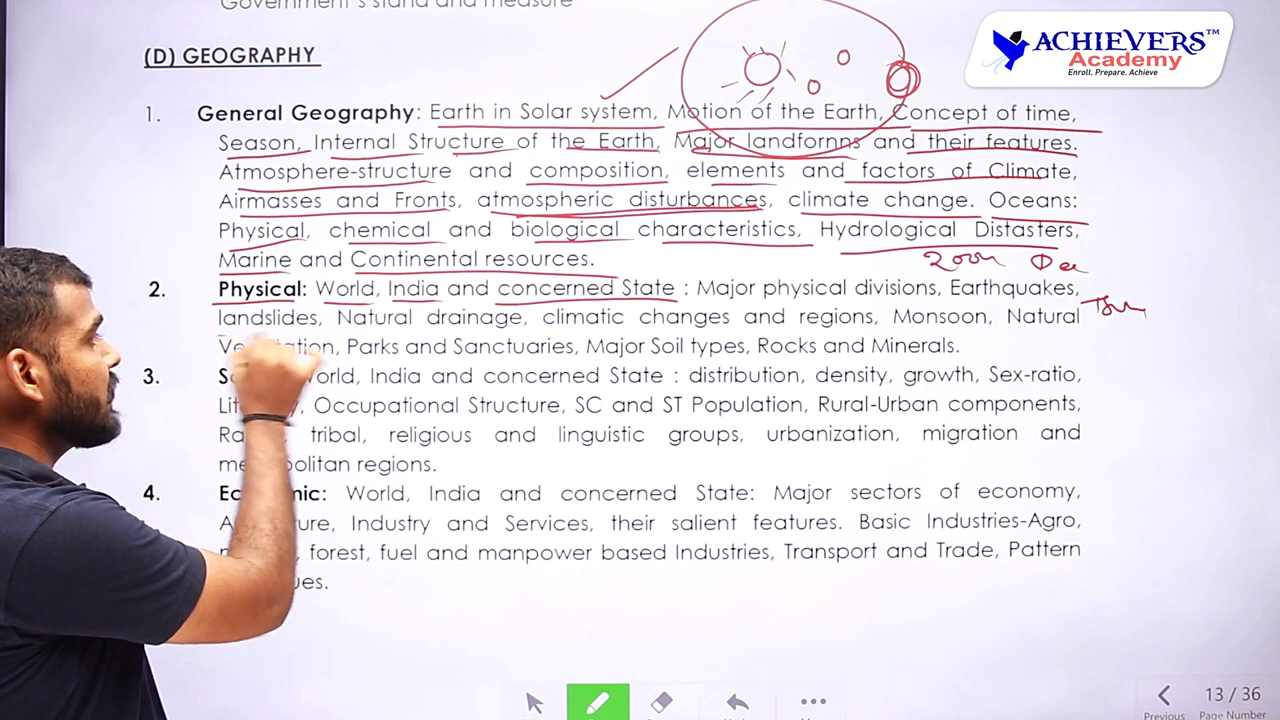 Government's stand and measure
(D) GEOGRAPHY
ACHIEVERS™
Academy
Enroll. Prepare. Achieve
1. General Geography: Earth in Solar system, Motion of the Earth, Concept of time,
Season, Internal Structure of the Earth, Major landfornns and their features.
Atmosphere-structure and composition, elements and factors of Climate,
Airmasses and Fronts, atmospheric disturbances, climate change. Oceans:
Physical, chemical and biological characteristics, Hydrological Distasters,
Marine and Continental resources.
2. Physical: World, India and concerned State : Major physical divisions, Earthquakes,
landslides, Natural drainage, climatic changes and regions, Monsoon, Natural
Parks and Sanctuaries, Major Soil types, Rocks and Minerals.
3. World, India and concerned State : distribution, density, growth, Sex-ratio,
Occupational Structure, SC and ST Population, Rural-Urban components,
tribal, religious and linguistic groups, urbanization, migration and
regions.
4. World, India and concerned State: Major sectors of economy,
Industry and Services, their salient features. Basic Industries-Agro,
forest, fuel and manpower based Industries, Transport and Trade, Pattern
Previous
13 / 36
Page Number